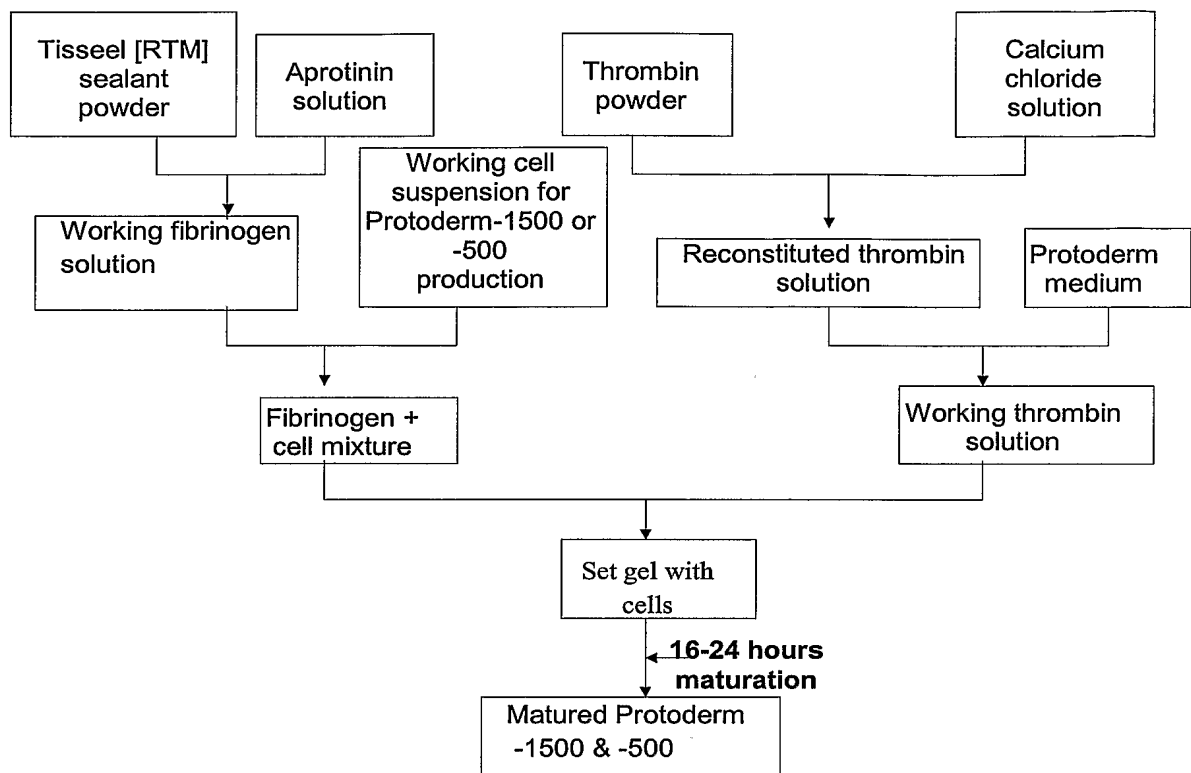 Tisseel [RTM]
sealant
powder
Aprotinin
solution
Thrombin
powder
Calcium
chloride
solution
Working cell
suspension for
Protoderm-1500 or
-500
production
Working fibrinogen
solution
Reconstituted thrombin
solution
Protoderm
medium
Fibrinogen +
cell mixture
Working thrombin
solution
Set gel with
cells
16-24 hours
maturation
Matured Protoderm
-1500 & -500